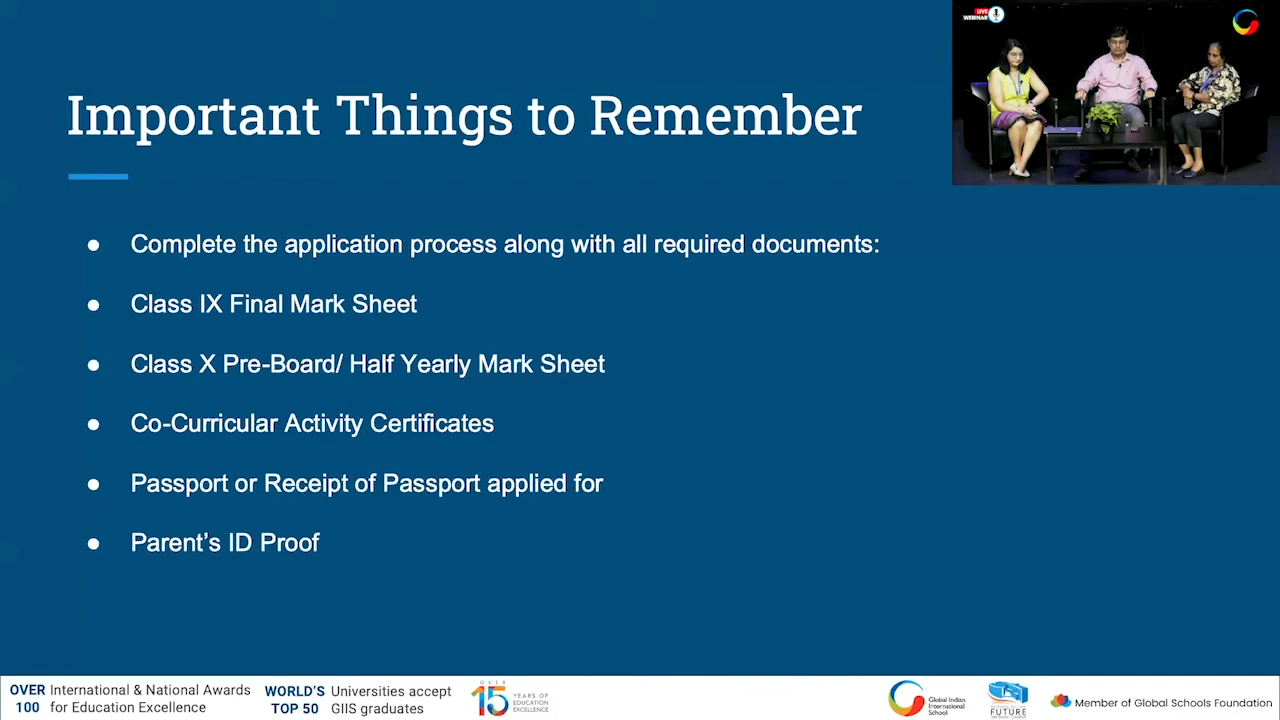 LIVE
WEBINAR
Important Things to Remember
● Complete the application process along with all required documents:
● Class IX Final Mark Sheet
● Class X Pre-Board/ Half Yearly Mark Sheet
● Co-Curricular Activity Certificates
● Passport or Receipt of Passport applied for
● Parent’s ID Proof
OVER 100 International & National Awards
for Education Excellence
WORLD'S TOP 50 Universities accept
GIIS graduates
OVER
15 YEARS OF
EDUCATION
EXCELLENCE
Global Indian
International
School
FUTURE
Member of Global Schools Foundation